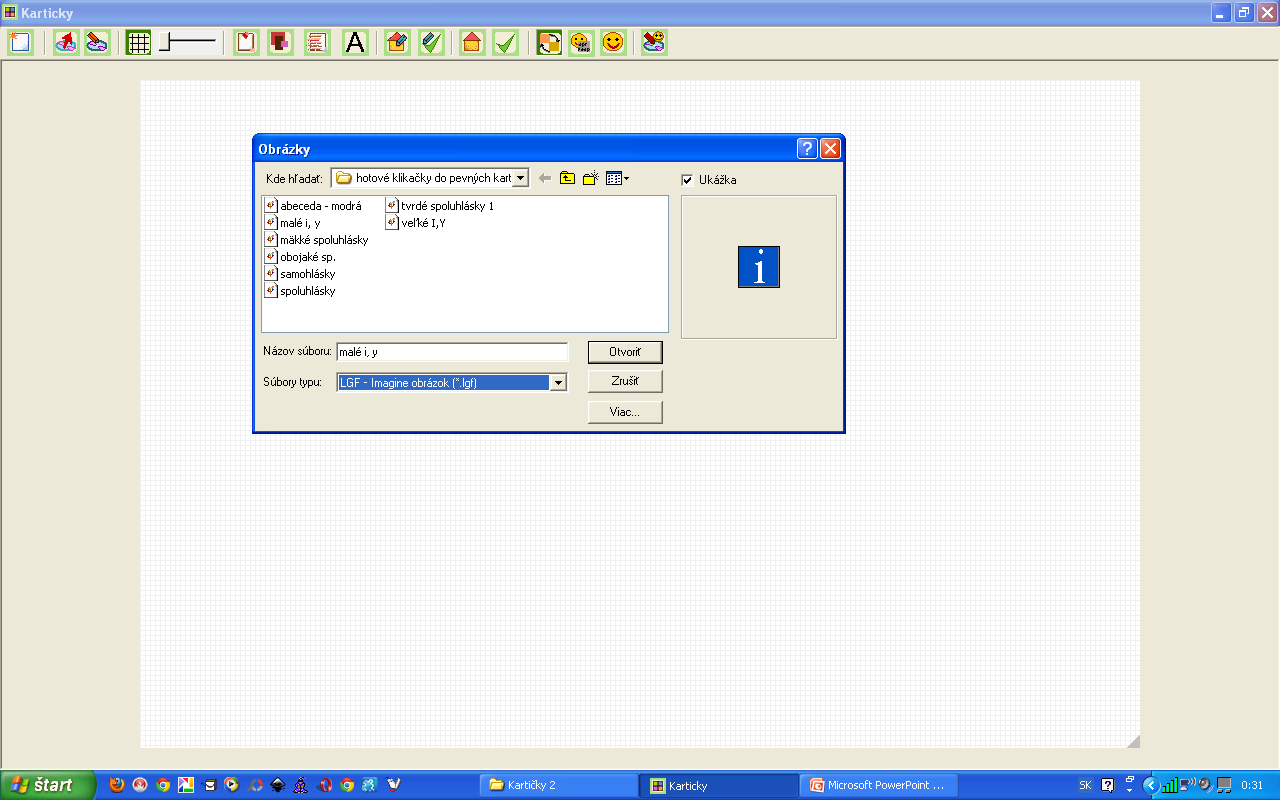 Karticky
A
Obrázky
Kde hľadať: hotové klikačky do pevných kart
Ukážka
abeceda - modrá
malé i, y
mäkké spoluhlásky
obojaké sp.
samohlásky
spoluhlásky
tvrdé spoluhlásky 1
veľké I,Y
i
Názov súboru: malé i, y
Otvoriť
Súbory typu: LGF - Imagine obrázok (*.lgf)
Zrušiť
Viac...
štart
Kartičky 2
Karticky
Microsoft PowerPoint ...
SK
0:31